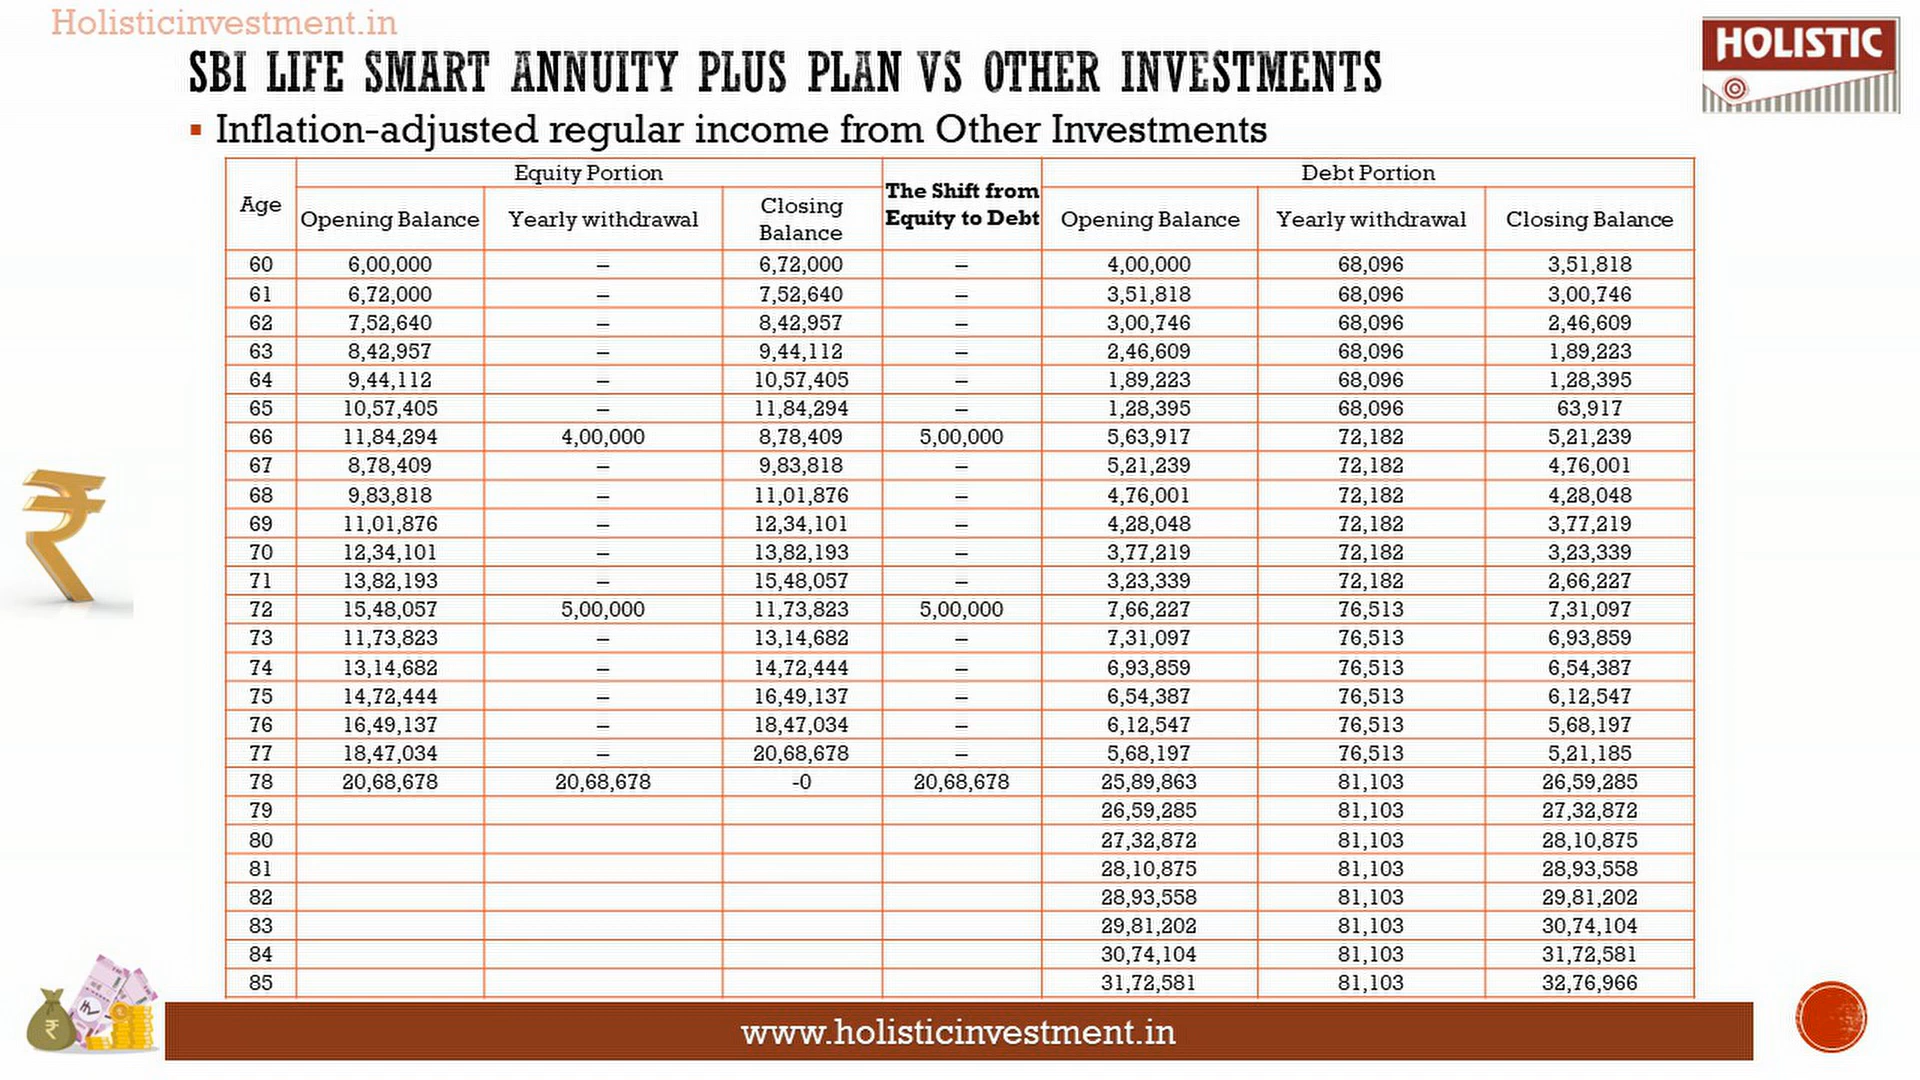 Holisticinvestment.in
HOLISTIC
SBI LIFE SMART ANNUITY PLUS PLAN VS OTHER INVESTMENTS
▪ Inflation-adjusted regular income from Other Investments
Age Equity Portion The Shift from Equity to Debt Debt Portion
Opening Balance Yearly withdrawal Closing Balance Opening Balance Yearly withdrawal Closing Balance
60 6,00,000 – 6,72,000 – 4,00,000 68,096 3,51,818
61 6,72,000 – 7,52,640 – 3,51,818 68,096 3,00,746
62 7,52,640 – 8,42,957 – 3,00,746 68,096 2,46,609
63 8,42,957 – 9,44,112 – 2,46,609 68,096 1,89,223
64 9,44,112 – 10,57,405 – 1,89,223 68,096 1,28,395
65 10,57,405 – 11,84,294 – 1,28,395 68,096 63,917
66 11,84,294 4,00,000 8,78,409 5,00,000 5,63,917 72,182 5,21,239
67 8,78,409 – 9,83,818 – 5,21,239 72,182 4,76,001
68 9,83,818 – 11,01,876 – 4,76,001 72,182 4,28,048
69 11,01,876 – 12,34,101 – 4,28,048 72,182 3,77,219
70 12,34,101 – 13,82,193 – 3,77,219 72,182 3,23,339
71 13,82,193 – 15,48,057 – 3,23,339 72,182 2,66,227
72 15,48,057 5,00,000 11,73,823 5,00,000 7,66,227 76,513 7,31,097
73 11,73,823 – 13,14,682 – 7,31,097 76,513 6,93,859
74 13,14,682 – 14,72,444 – 6,93,859 76,513 6,54,387
75 14,72,444 – 16,49,137 – 6,54,387 76,513 6,12,547
76 16,49,137 – 18,47,034 – 6,12,547 76,513 5,68,197
77 18,47,034 – 20,68,678 – 5,68,197 76,513 5,21,185
78 20,68,678 20,68,678 -0 20,68,678 25,89,863 81,103 26,59,285
79 26,59,285 81,103 27,32,872
80 27,32,872 81,103 28,10,875
81 28,10,875 81,103 28,93,558
82 28,93,558 81,103 29,81,202
83 29,81,202 81,103 30,74,104
84 30,74,104 81,103 31,72,581
85 31,72,581 81,103 32,76,966
www.holisticinvestment.in